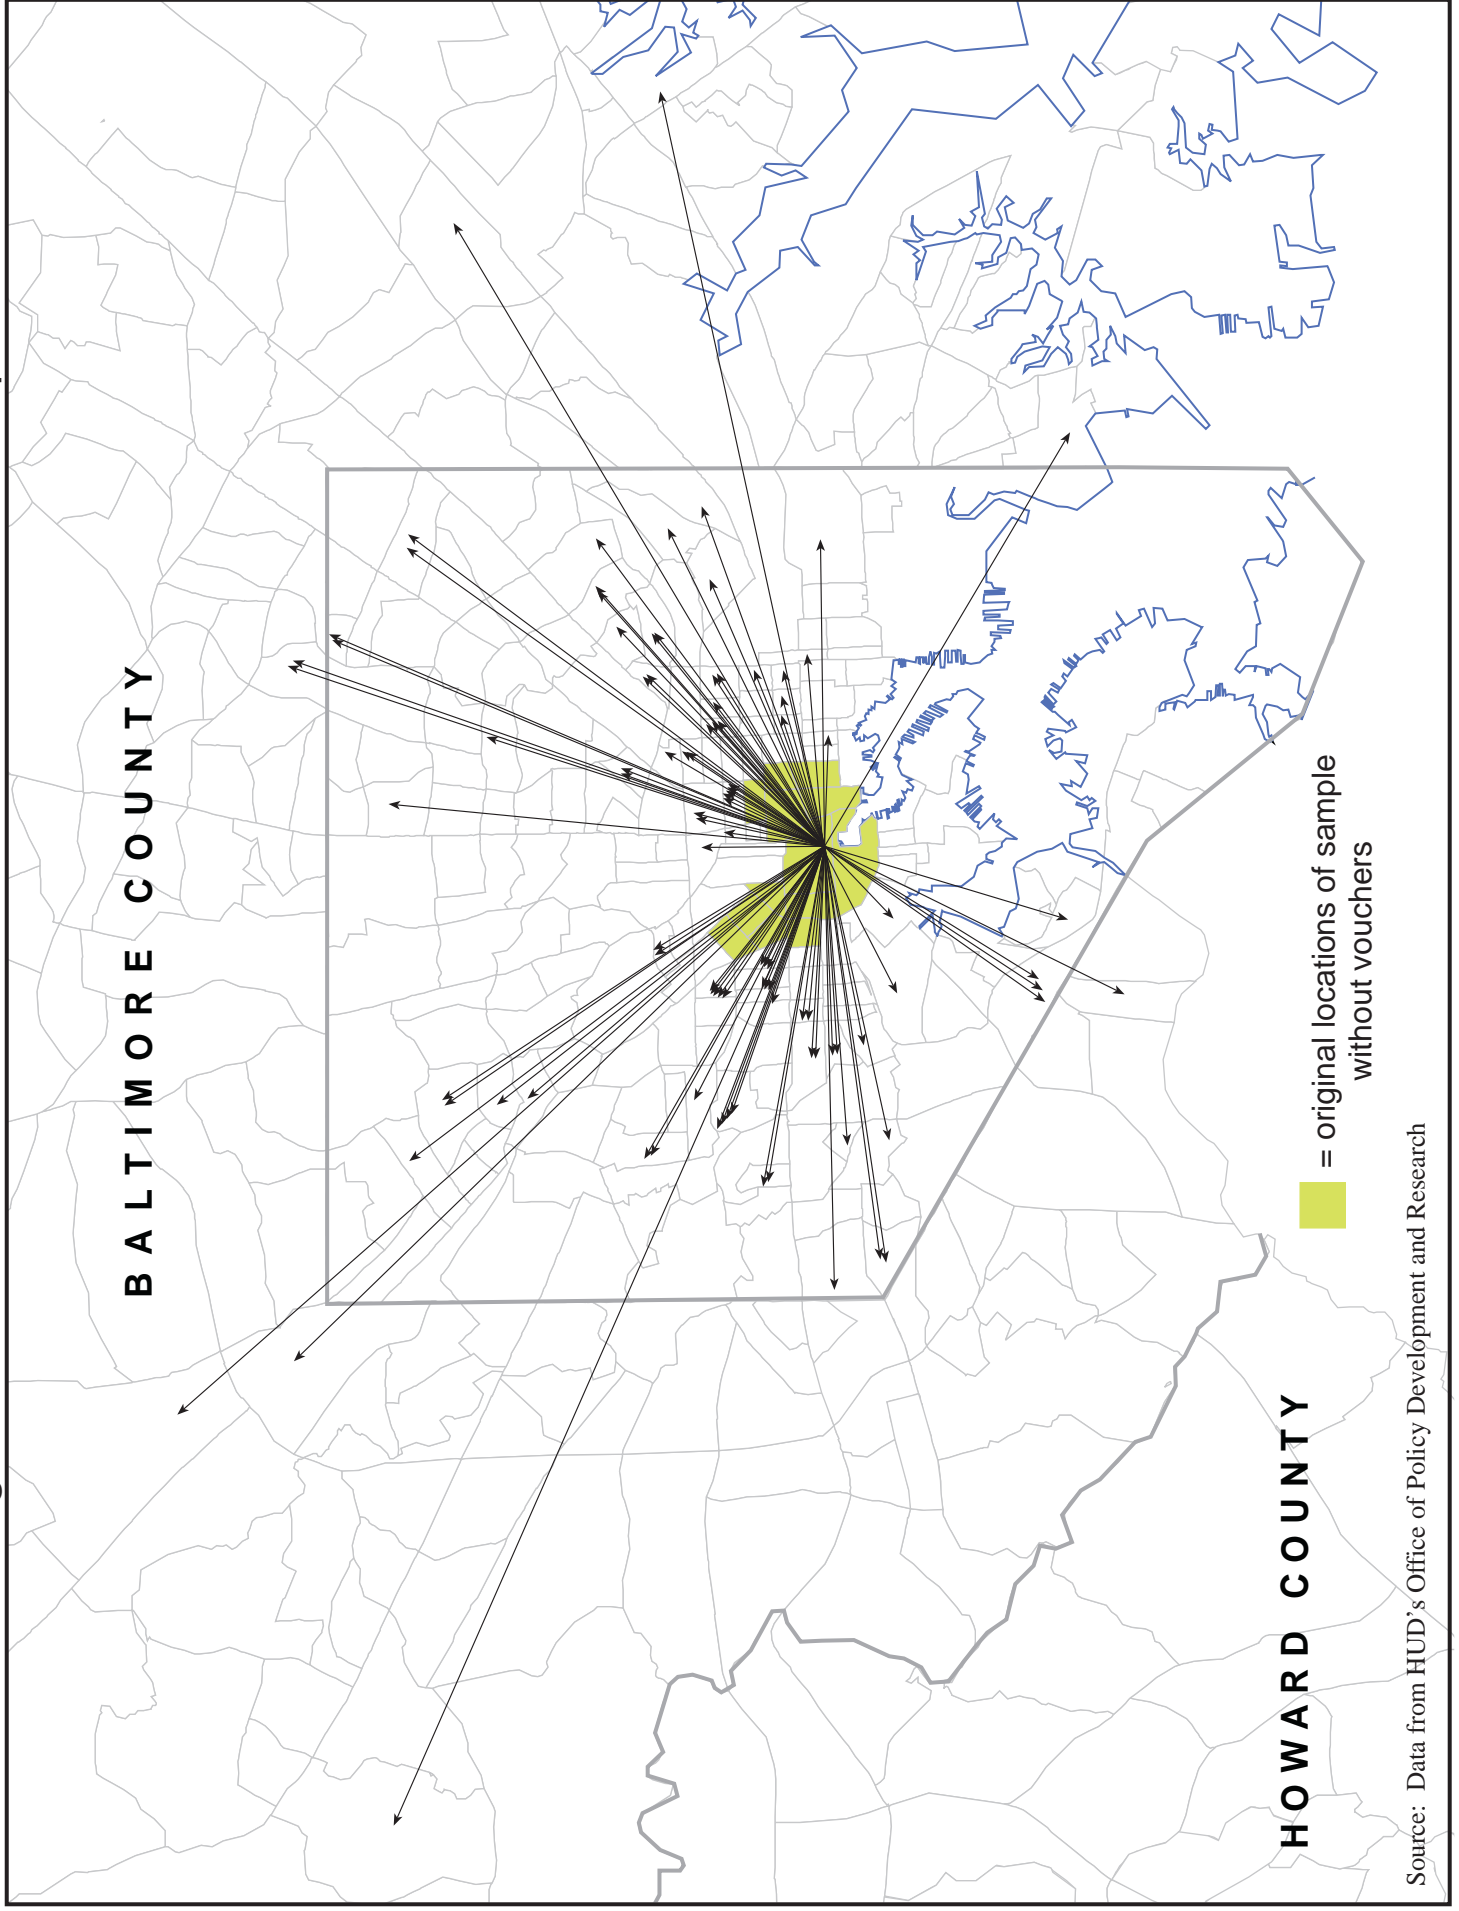 BALTIMORE COUNTY
HOWARD COUNTY
= original locations of sample
without vouchers
Source: Data from HUD’s Office of Policy Development and Research